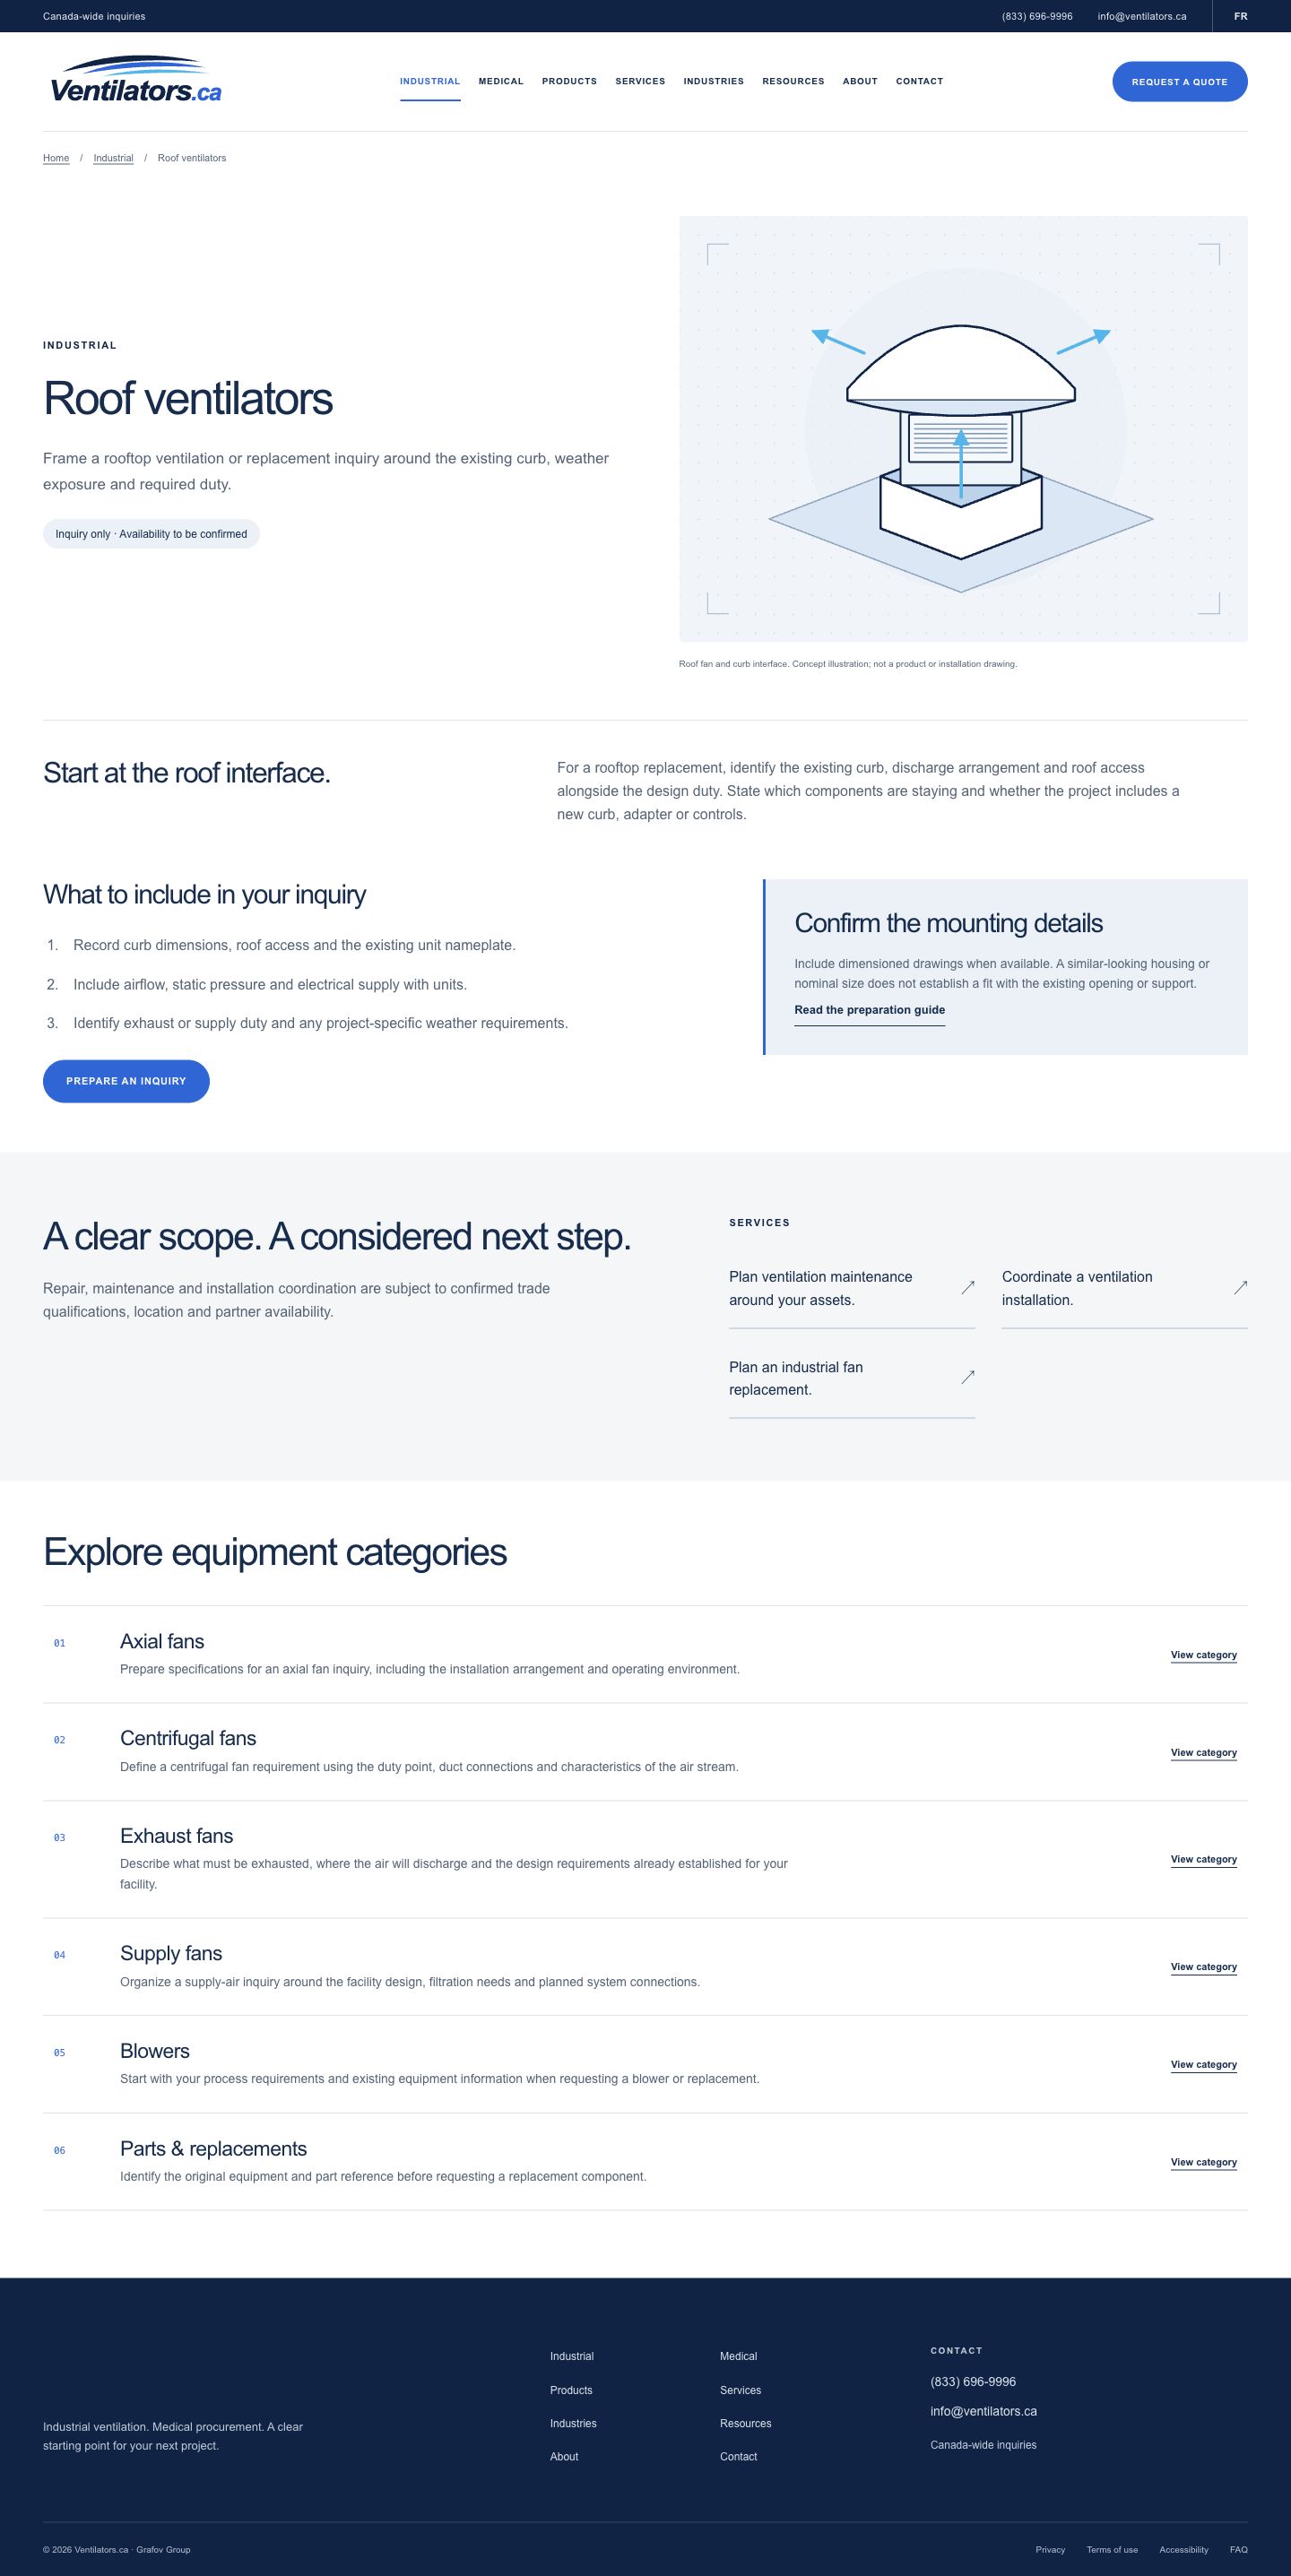 Canada-wide inquiries
(833) 696-9996
info@ventilators.ca
FR
Ventilators.ca
INDUSTRIAL
MEDICAL
PRODUCTS
SERVICES
INDUSTRIES
RESOURCES
ABOUT
CONTACT
REQUEST A QUOTE
Home / Industrial / Roof ventilators
INDUSTRIAL
Roof ventilators
Frame a rooftop ventilation or replacement inquiry around the existing curb, weather
exposure and required duty.
Inquiry only · Availability to be confirmed
Roof fan and curb interface. Concept illustration; not a product or installation drawing.
Start at the roof interface.
For a rooftop replacement, identify the existing curb, discharge arrangement and roof access
alongside the design duty. State which components are staying and whether the project includes a
new curb, adapter or controls.
What to include in your inquiry
1. Record curb dimensions, roof access and the existing unit nameplate.
2. Include airflow, static pressure and electrical supply with units.
3. Identify exhaust or supply duty and any project-specific weather requirements.
PREPARE AN INQUIRY
Confirm the mounting details
Include dimensioned drawings when available. A similar-looking housing or
nominal size does not establish a fit with the existing opening or support.
Read the preparation guide
A clear scope. A considered next step.
Repair, maintenance and installation coordination are subject to confirmed trade
qualifications, location and partner availability.
SERVICES
Plan ventilation maintenance
around your assets.
Coordinate a ventilation
installation.
Plan an industrial fan
replacement.
Explore equipment categories
01
Axial fans
Prepare specifications for an axial fan inquiry, including the installation arrangement and operating environment.
View category
02
Centrifugal fans
Define a centrifugal fan requirement using the duty point, duct connections and characteristics of the air stream.
View category
03
Exhaust fans
Describe what must be exhausted, where the air will discharge and the design requirements already established for your
facility.
View category
04
Supply fans
Organize a supply-air inquiry around the facility design, filtration needs and planned system connections.
View category
05
Blowers
Start with your process requirements and existing equipment information when requesting a blower or replacement.
View category
06
Parts & replacements
Identify the original equipment and part reference before requesting a replacement component.
View category
Industrial ventilation. Medical procurement. A clear
starting point for your next project.
Industrial
Products
Industries
About
Medical
Services
Resources
Contact
CONTACT
(833) 696-9996
info@ventilators.ca
Canada-wide inquiries
© 2026 Ventilators.ca · Grafov Group
Privacy
Terms of use
Accessibility
FAQ